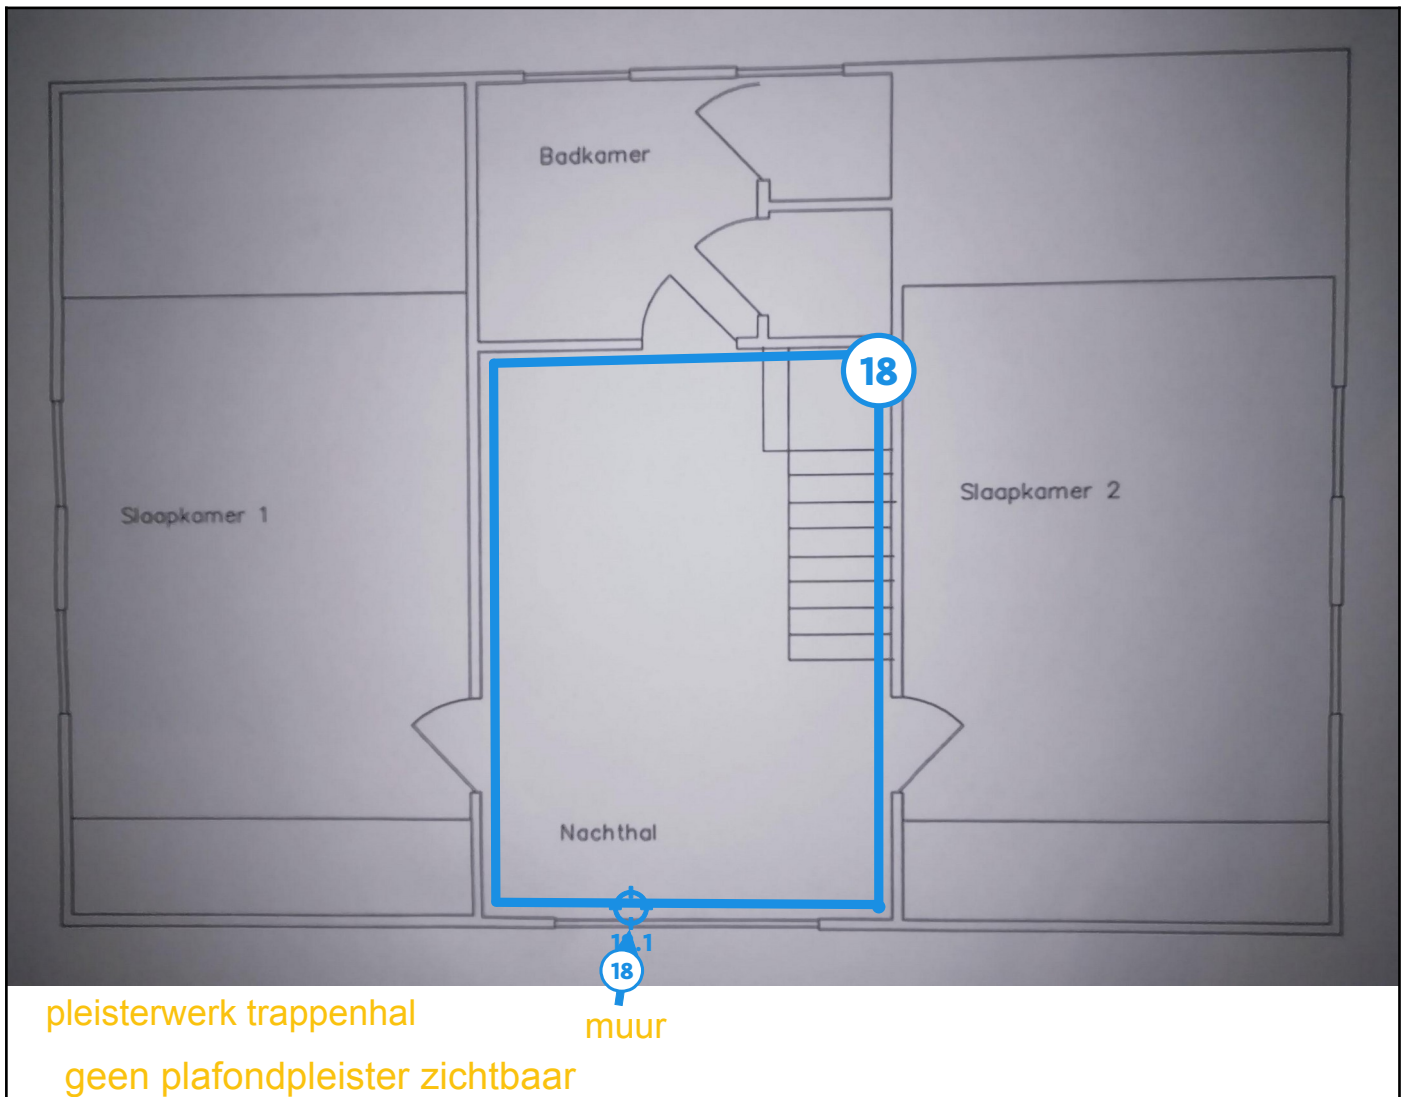 Badkamer
18
Slaapkamer 1
Slaapkamer 2
Nachthal
18
pleisterwerk trappenhal
muur
geen plafondpleister zichtbaar